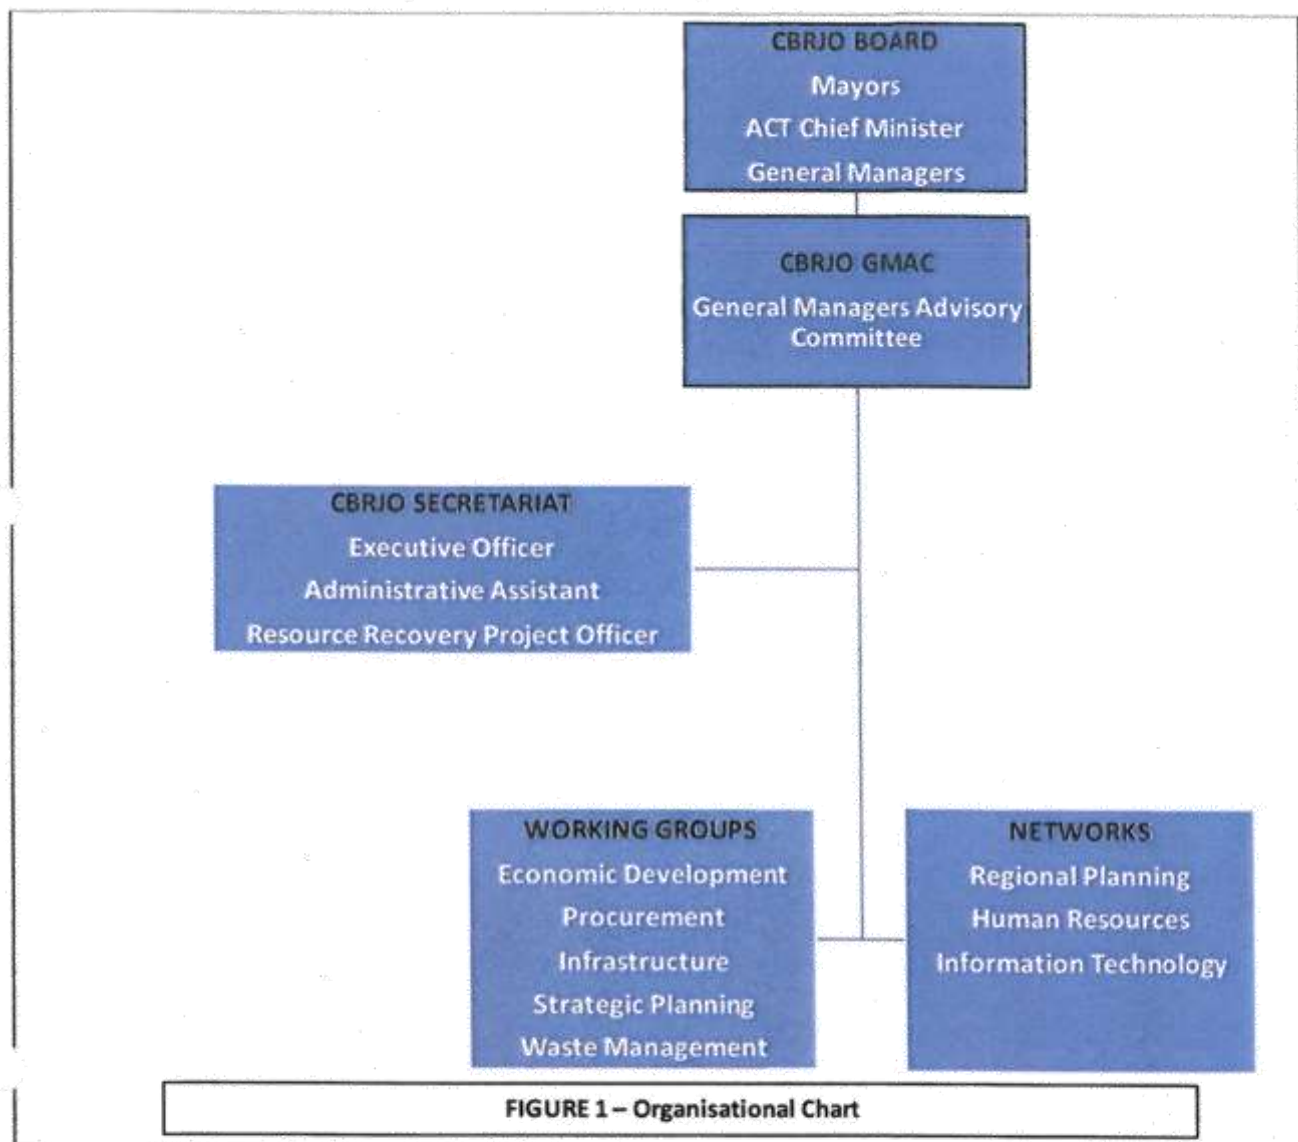 CBRJO BOARD
Mayors
ACT Chief Minister
General Managers
CBRJO GMAC
General Managers Advisory
Committee
CBRJO SECRETARIAT
Executive Officer
Administrative Assistant
Resource Recovery Project Officer
WORKING GROUPS
Economic Development
Procurement
Infrastructure
Strategic Planning
Waste Management
NETWORKS
Regional Planning
Human Resources
Information Technology
FIGURE 1 – Organisational Chart